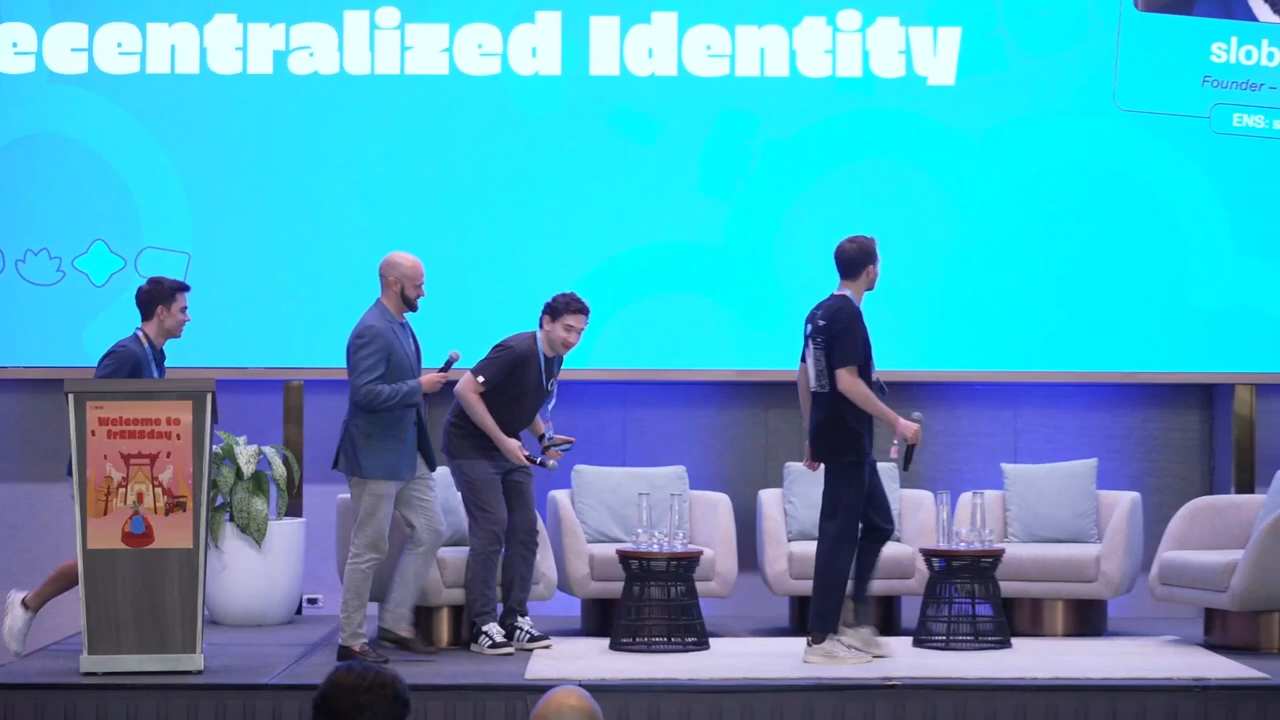 ecentralized Identity
slob
Founder –
ENS: s
Welcome to
frENSday